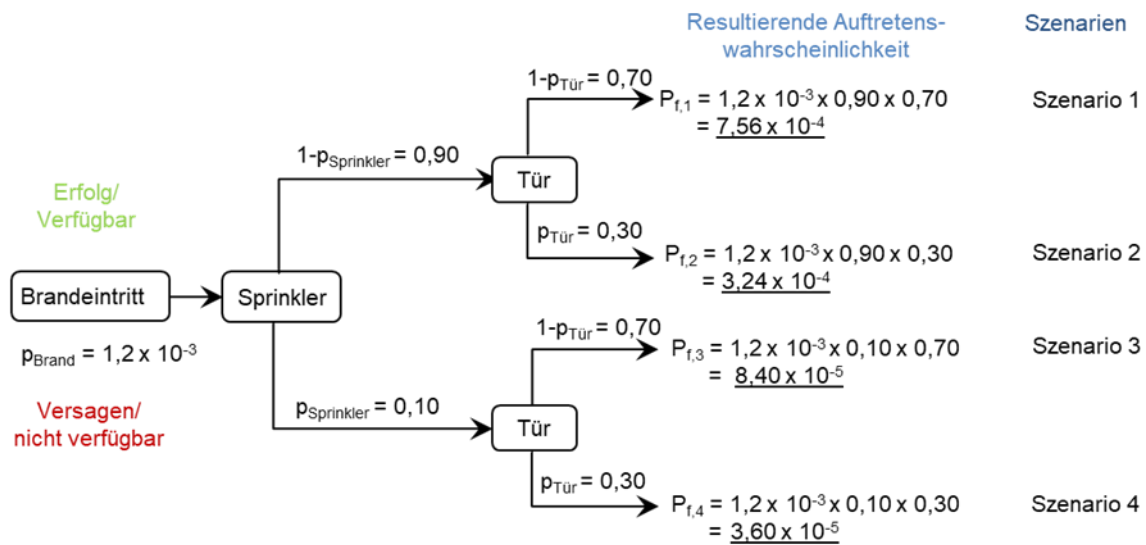 Resultierende Auftretens-
wahrscheinlichkeit
Szenarien
1-pTür = 0,70
Pf,1 = 1,2 x 10-3 x 0,90 x 0,70
= 7,56 x 10-4
Szenario 1
1-pSprinkler = 0,90
Tür
Erfolg/
Verfügbar
pTür = 0,30
Pf,2 = 1,2 x 10-3 x 0,90 x 0,30
= 3,24 x 10-4
Szenario 2
Brandeintritt
Sprinkler
pBrand = 1,2 x 10-3
1-pTür = 0,70
Pf,3 = 1,2 x 10-3 x 0,10 x 0,70
= 8,40 x 10-5
Szenario 3
Versagen/
nicht verfügbar
pSprinkler = 0,10
Tür
pTür = 0,30
Pf,4 = 1,2 x 10-3 x 0,10 x 0,30
= 3,60 x 10-5
Szenario 4